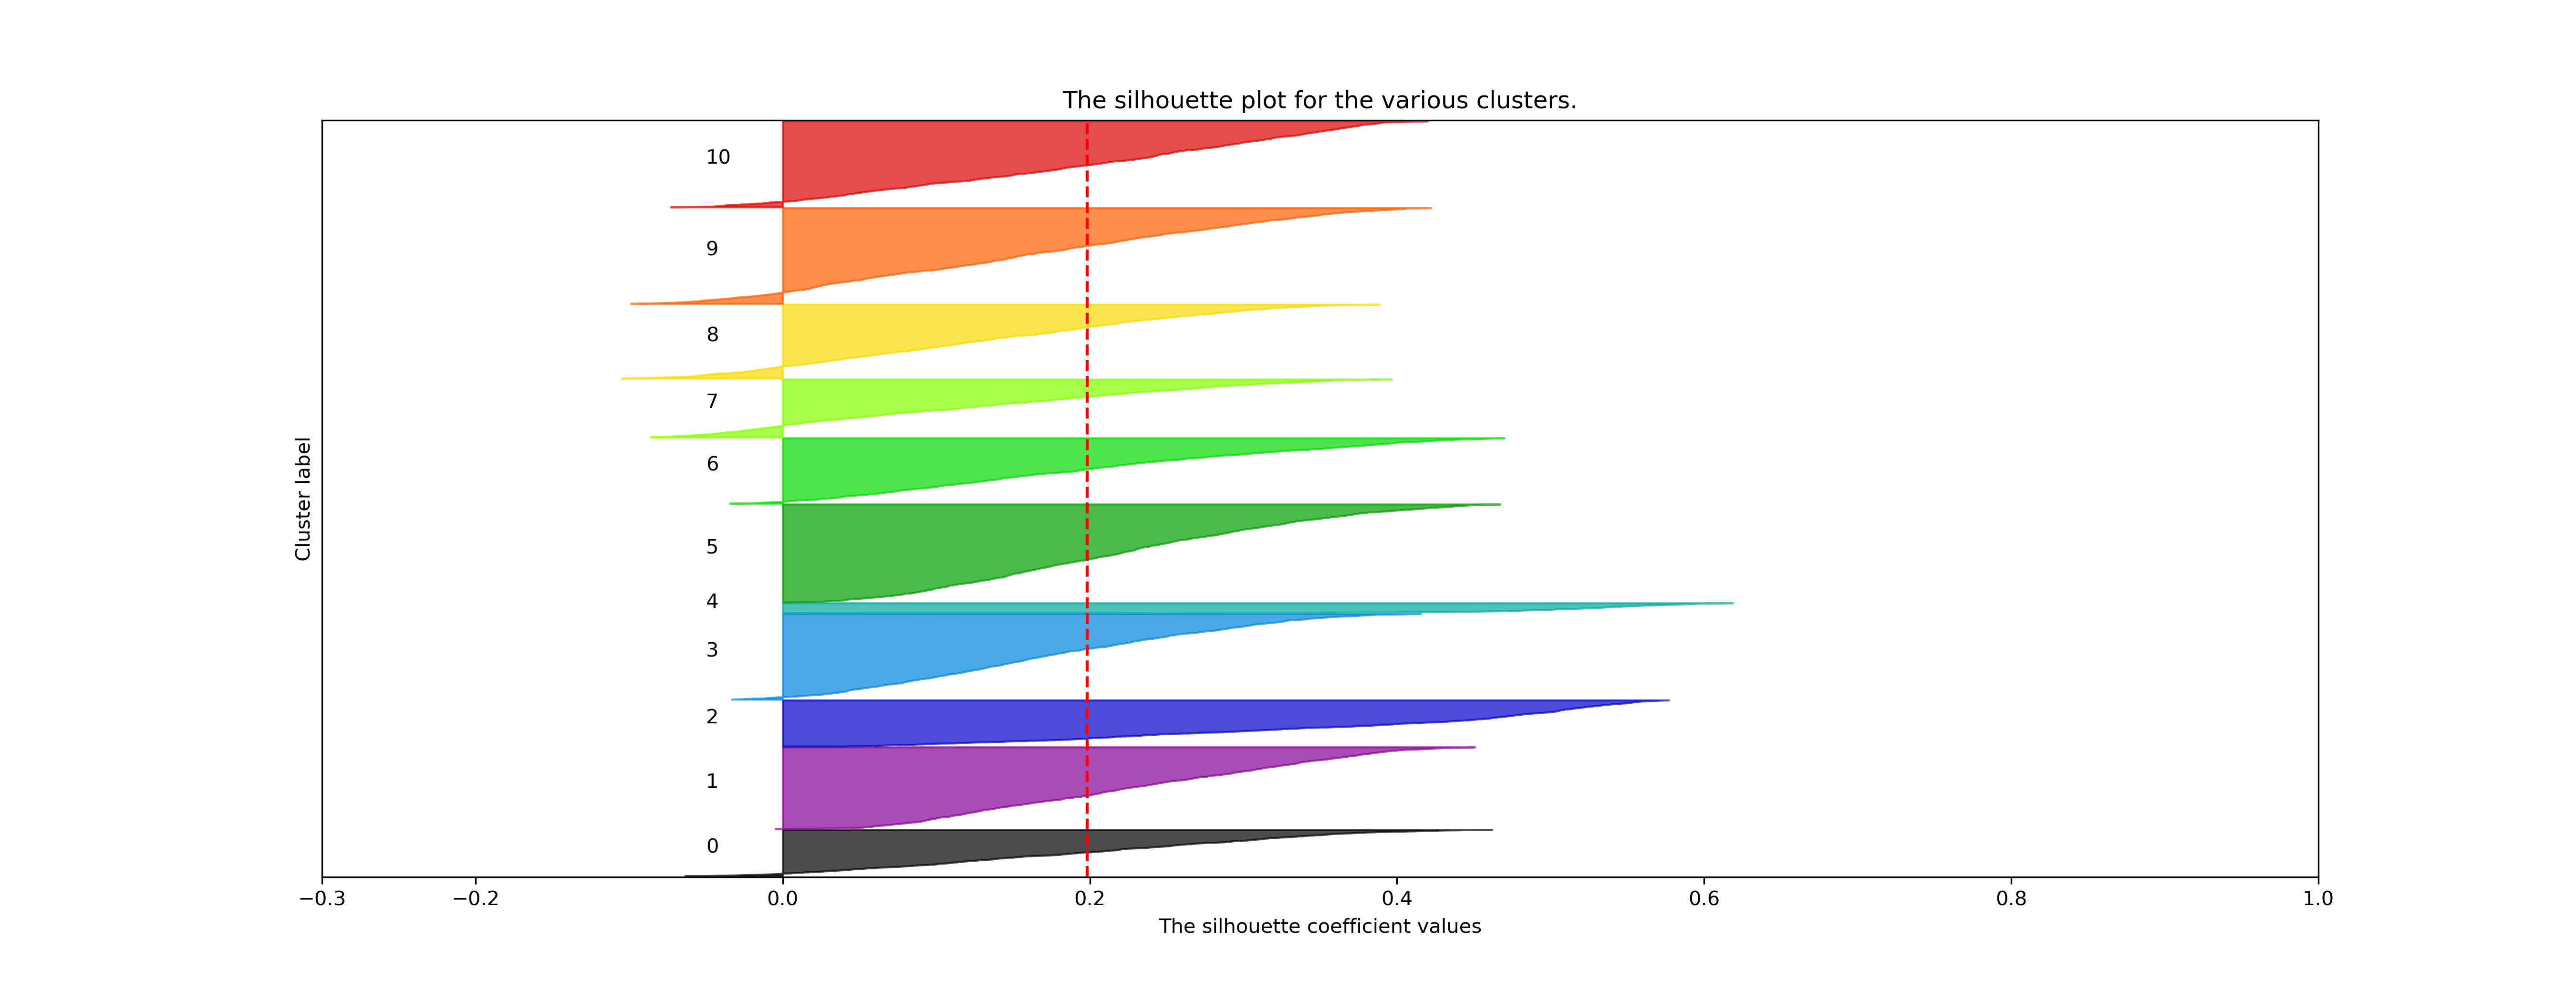 The silhouette plot for the various clusters.
10
9
8
7
6
5
4
3
2
1
0
Cluster label
−0.3 −0.2 0.0 0.2 0.4 0.6 0.8 1.0
The silhouette coefficient values